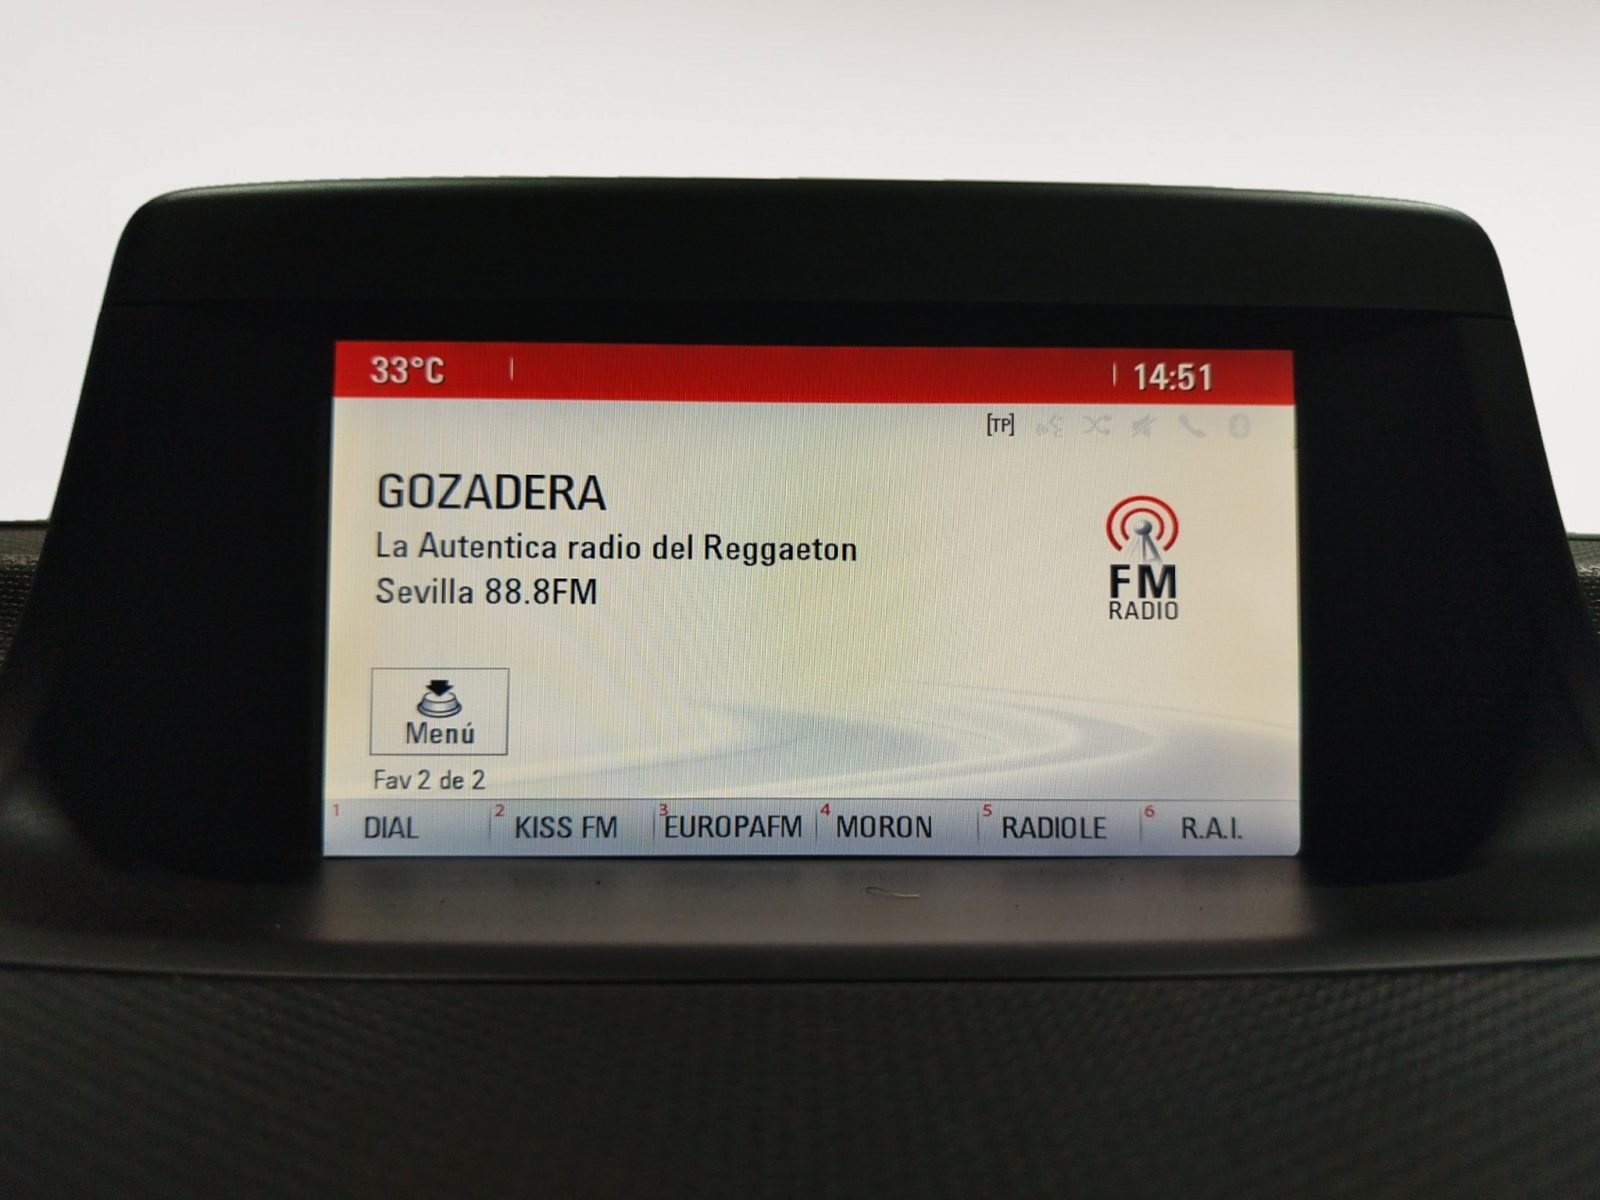 33°C 14:51
[TP]
GOZADERA
La Autentica radio del Reggaeton
Sevilla 88.8FM
FM
RADIO
Menú
Fav 2 de 2
1 DIAL 2 KISS FM 3 EUROPAFM 4 MORON 5 RADIOLE 6 R.A.I.